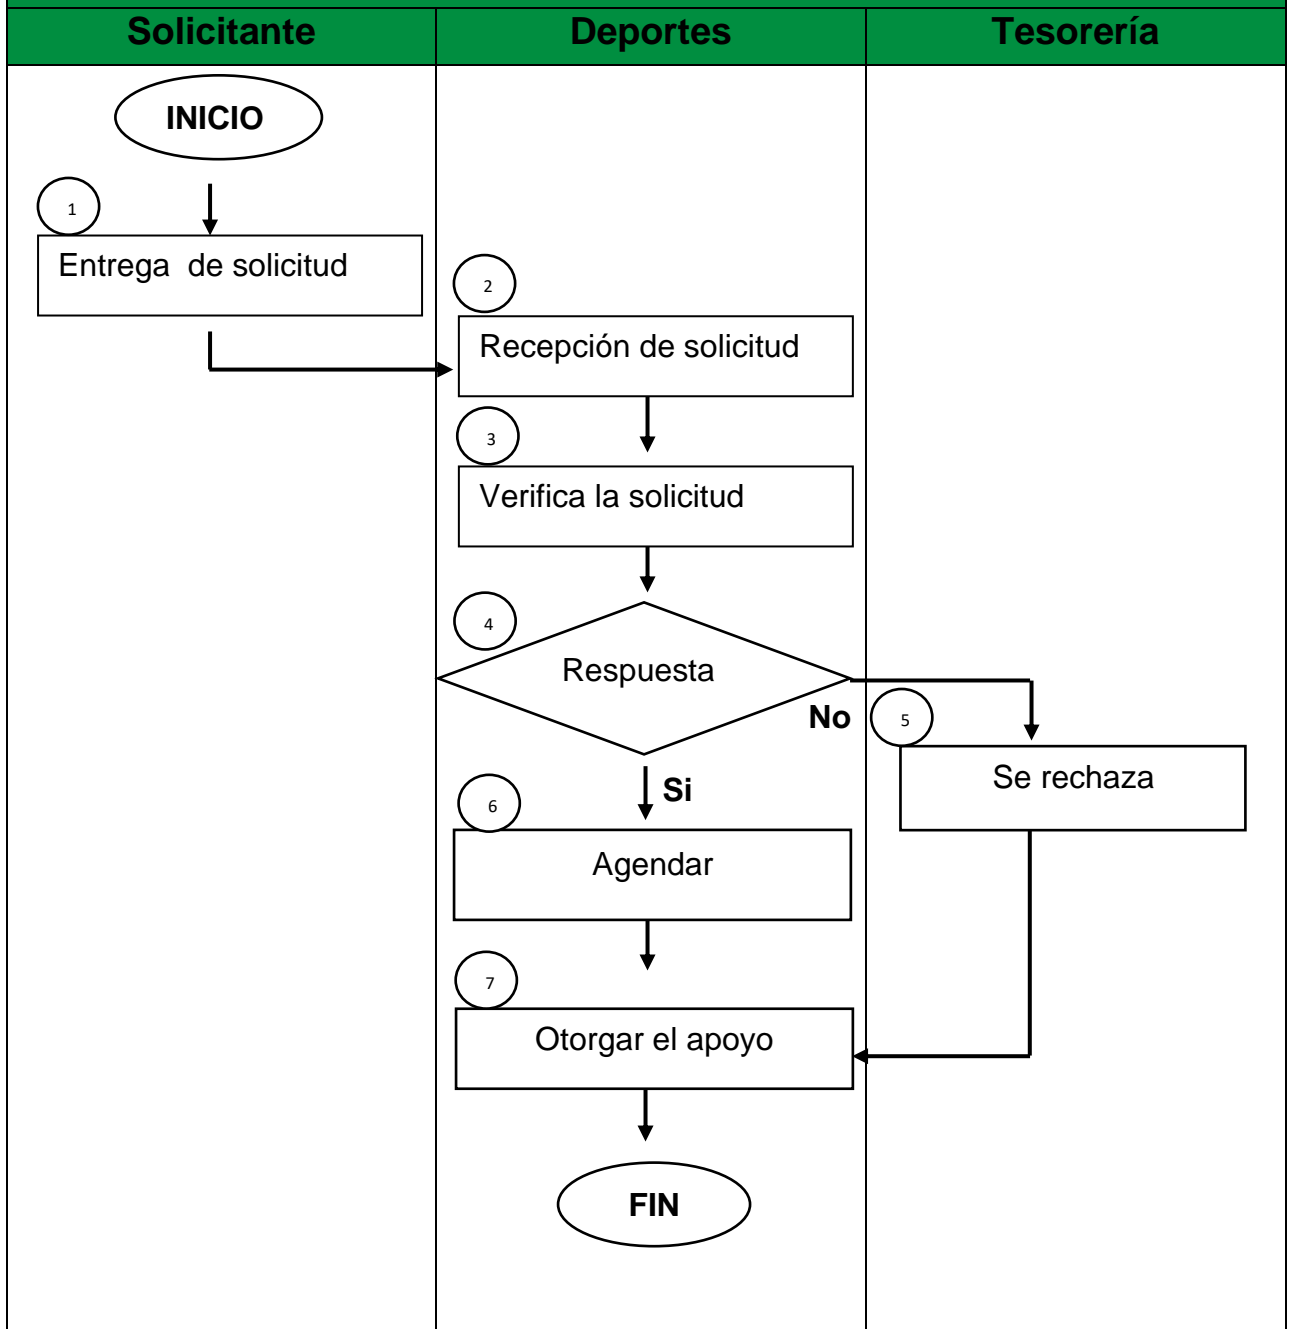 Solicitante Deportes Tesorería
INICIO
1
Entrega de solicitud
2
Recepción de solicitud
3
Verifica la solicitud
4
Respuesta
No
5
Se rechaza
Si
6
Agendar
7
Otorgar el apoyo
FIN